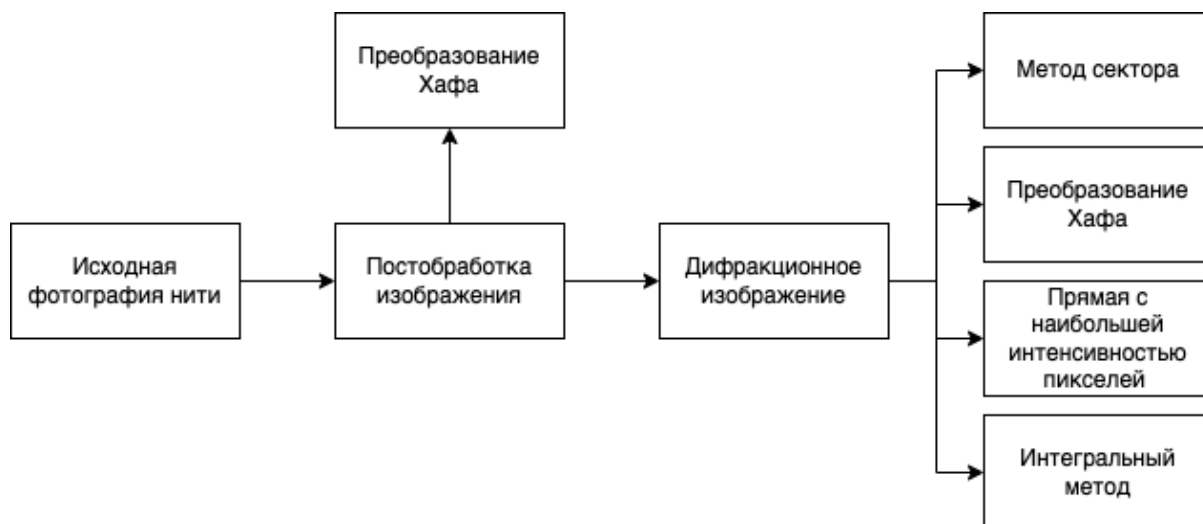 Преобразование
Хафа
Метод сектора
Преобразование
Хафа
Исходная
фотография нити
Постобработка
изображения
Дифракционное
изображение
Прямая с
наибольшей
интенсивностью
пикселей
Интегральный
метод